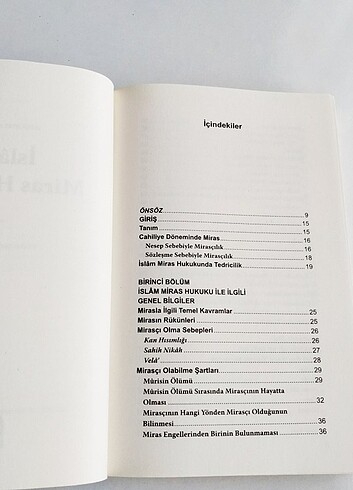 İçindekiler
ÖNSÖZ 9
GİRİŞ 15
Tanım 15
Cahiliye Döneminde Miras 16
Nesep Sebebiyle Mirasçılık 16
Sözleşme Sebebiyle Mirasçılık 18
İslâm Miras Hukukunda Tedricilik 19
BİRİNCİ BÖLÜM
İSLÂM MİRAS HUKUKU İLE İLGİLİ
GENEL BİLGİLER
Mirasla İlgili Temel Kavramlar 25
Mirasın Rükünleri 25
Mirasçı Olma Sebepleri 26
Kan Hısımlığı 26
Sahih Nikâh 27
Velâ' 28
Mirasçı Olabilme Şartları 29
Mûrisin Ölümü 29
Mûrisin Ölümü Sırasında Mirasçının Hayatta
Olması 32
Mirasçının Hangi Yönden Mirasçı Olduğunun
Bilinmesi 36
Miras Engellerinden Birinin Bulunmaması 36